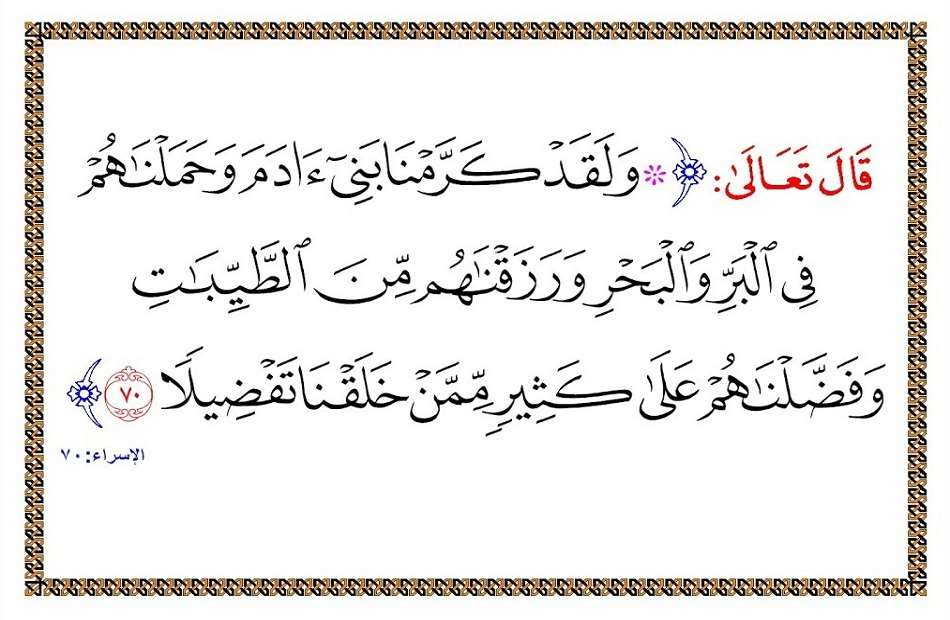 قَالَ تَعَالَىٰ: ﴿ ۞ وَلَقَدْ كَرَّمْنَا بَنِىٓ ءَادَمَ وَحَمَلْنَـٰهُمْ
فِى ٱلْبَرِّ وَٱلْبَحْرِ وَرَزَقْنَـٰهُم مِّنَ ٱلطَّيِّبَـٰتِ
وَفَضَّلْنَـٰهُمْ عَلَىٰ كَثِيرٍ مِّمَّنْ خَلَقْنَا تَفْضِيلًا ٧٠ ﴾
الإسراء: ٧٠